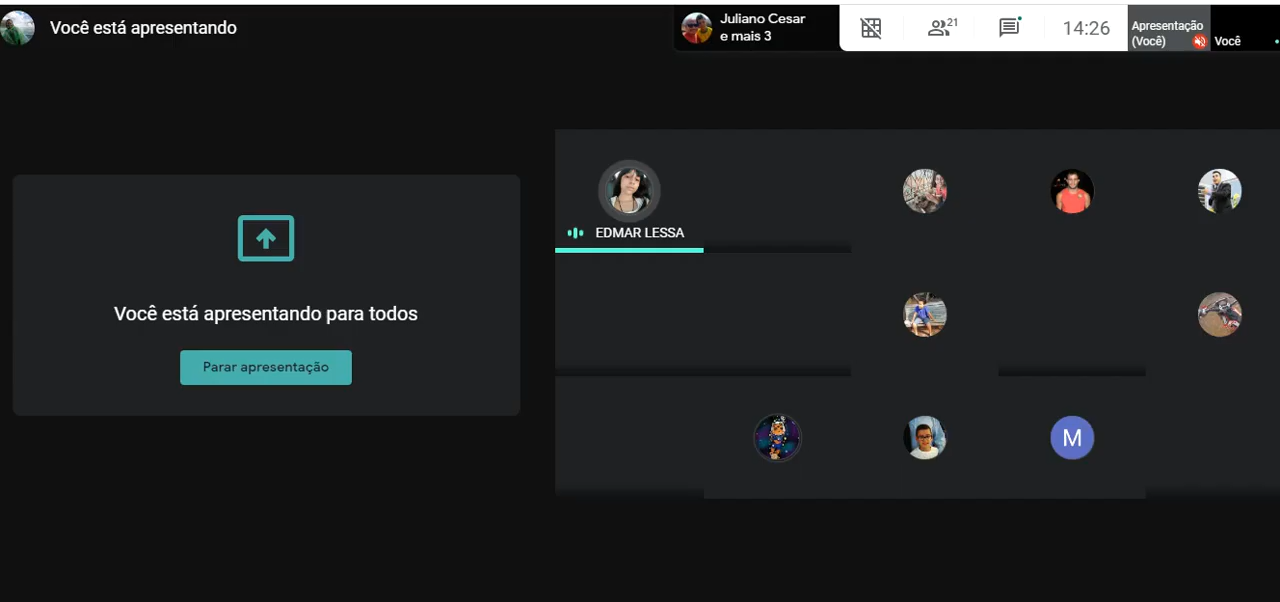 Você está apresentando
Juliano Cesar
e mais 3
21
14:26
Apresentação
(Você)
Você
EDMAR LESSA
Você está apresentando para todos
Parar apresentação
M